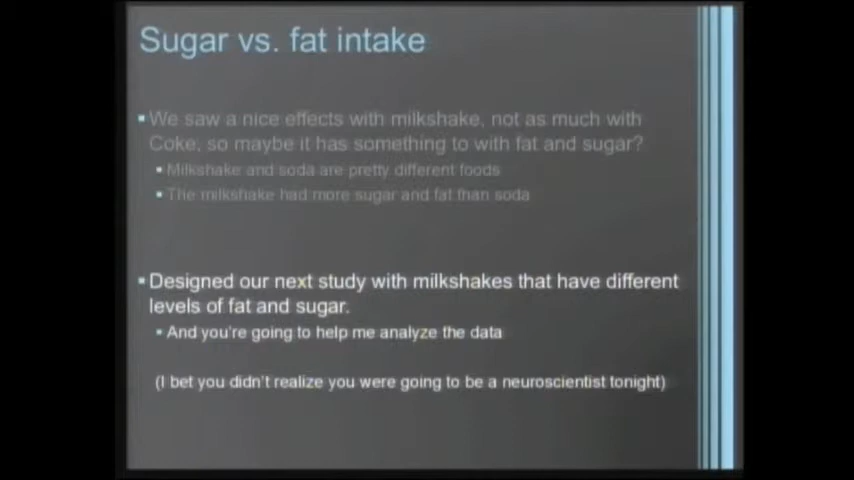 Sugar vs. fat intake
We saw a nice effects with milkshake, not as much with
Coke, so maybe it has something to with fat and sugar?
Milkshake and soda are pretty different foods
The milkshake had more sugar and fat than soda
Designed our next study with milkshakes that have different
levels of fat and sugar.
And you're going to help me analyze the data
(I bet you didn't realize you were going to be a neuroscientist tonight)